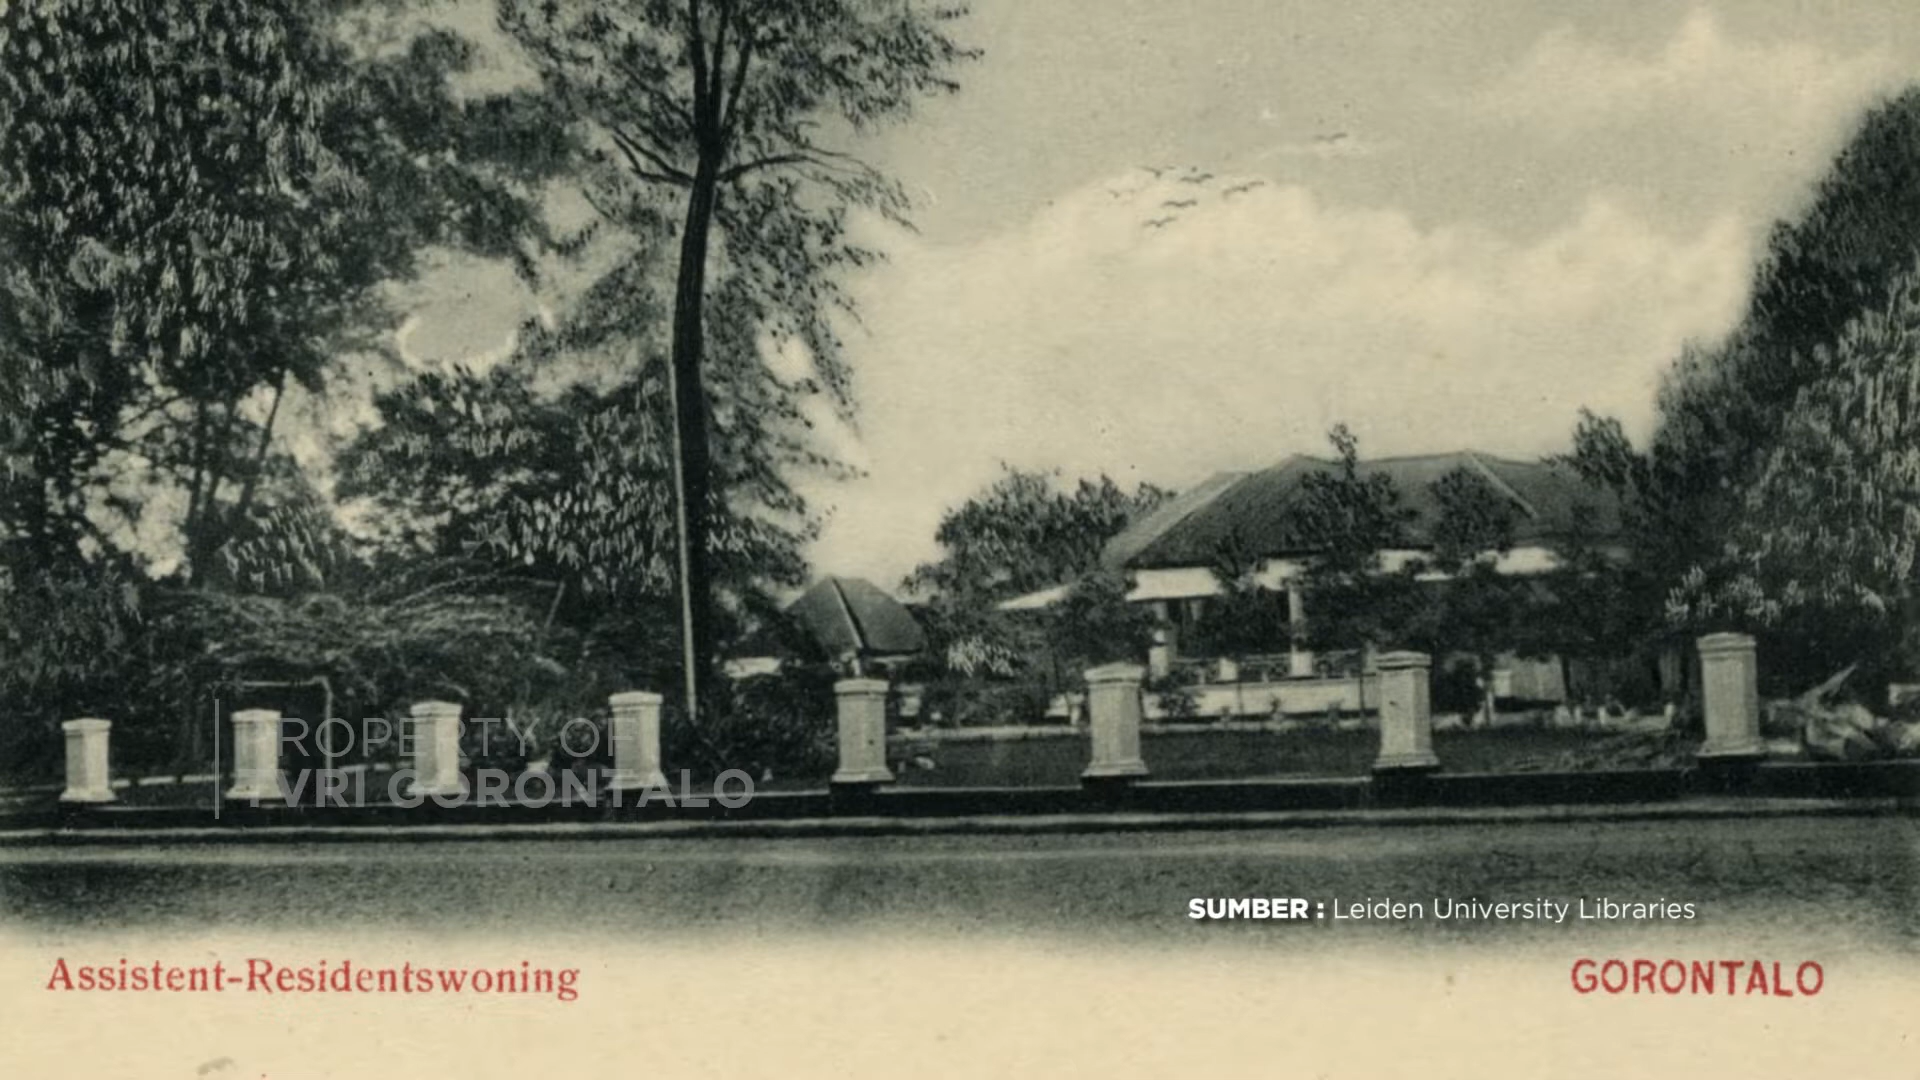 PROPERTY OF
TVRI GORONTALO
SUMBER : Leiden University Libraries
Assistent-Residentswoning
GORONTALO